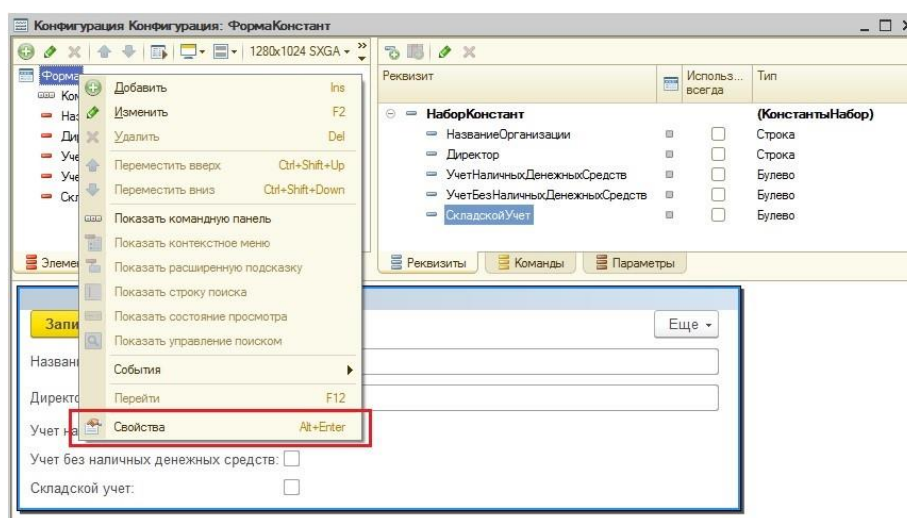 Конфигурация Конфигурация: ФормаКонстант
1280x1024 SXGA
Форма
Добавить Ins
Изменить F2
Удалить Del
Переместить вверх Ctrl+Shift+Up
Переместить вниз Ctrl+Shift+Down
Показать командную панель
Показать контекстное меню
Показать расширенную подсказку
Показать строку поиска
Показать состояние просмотра
Показать управление поиском
События
Перейти F12
Свойства Alt+Enter
Реквизит Использ... всегда Тип
НаборКонстант (КонстантыНабор)
НазваниеОрганизации Строка
Директор Строка
УчетНаличныхДенежныхСредств Булево
УчетБезНаличныхДенежныхСредств Булево
СкладскойУчет Булево
Реквизиты Команды Параметры
Еще
Учет без наличных денежных средств:
Складской учет: